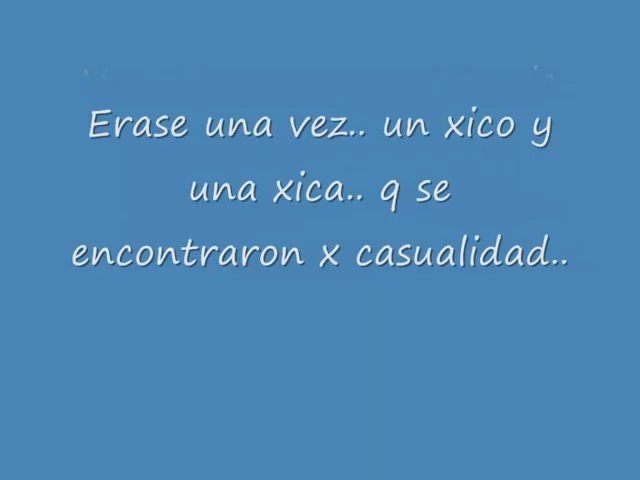 Erase una vez.. un xico y
una xica.. q se
encontraron x casualidad..